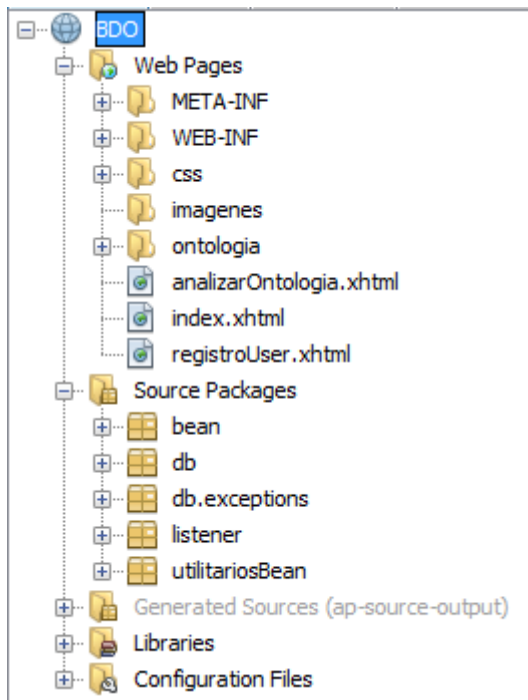 BDO
Web Pages
META-INF
WEB-INF
css
imagenes
ontologia
analizarOntologia.xhtml
index.xhtml
registroUser.xhtml
Source Packages
bean
db
db.exceptions
listener
utilitariosBean
Generated Sources (ap-source-output)
Libraries
Configuration Files